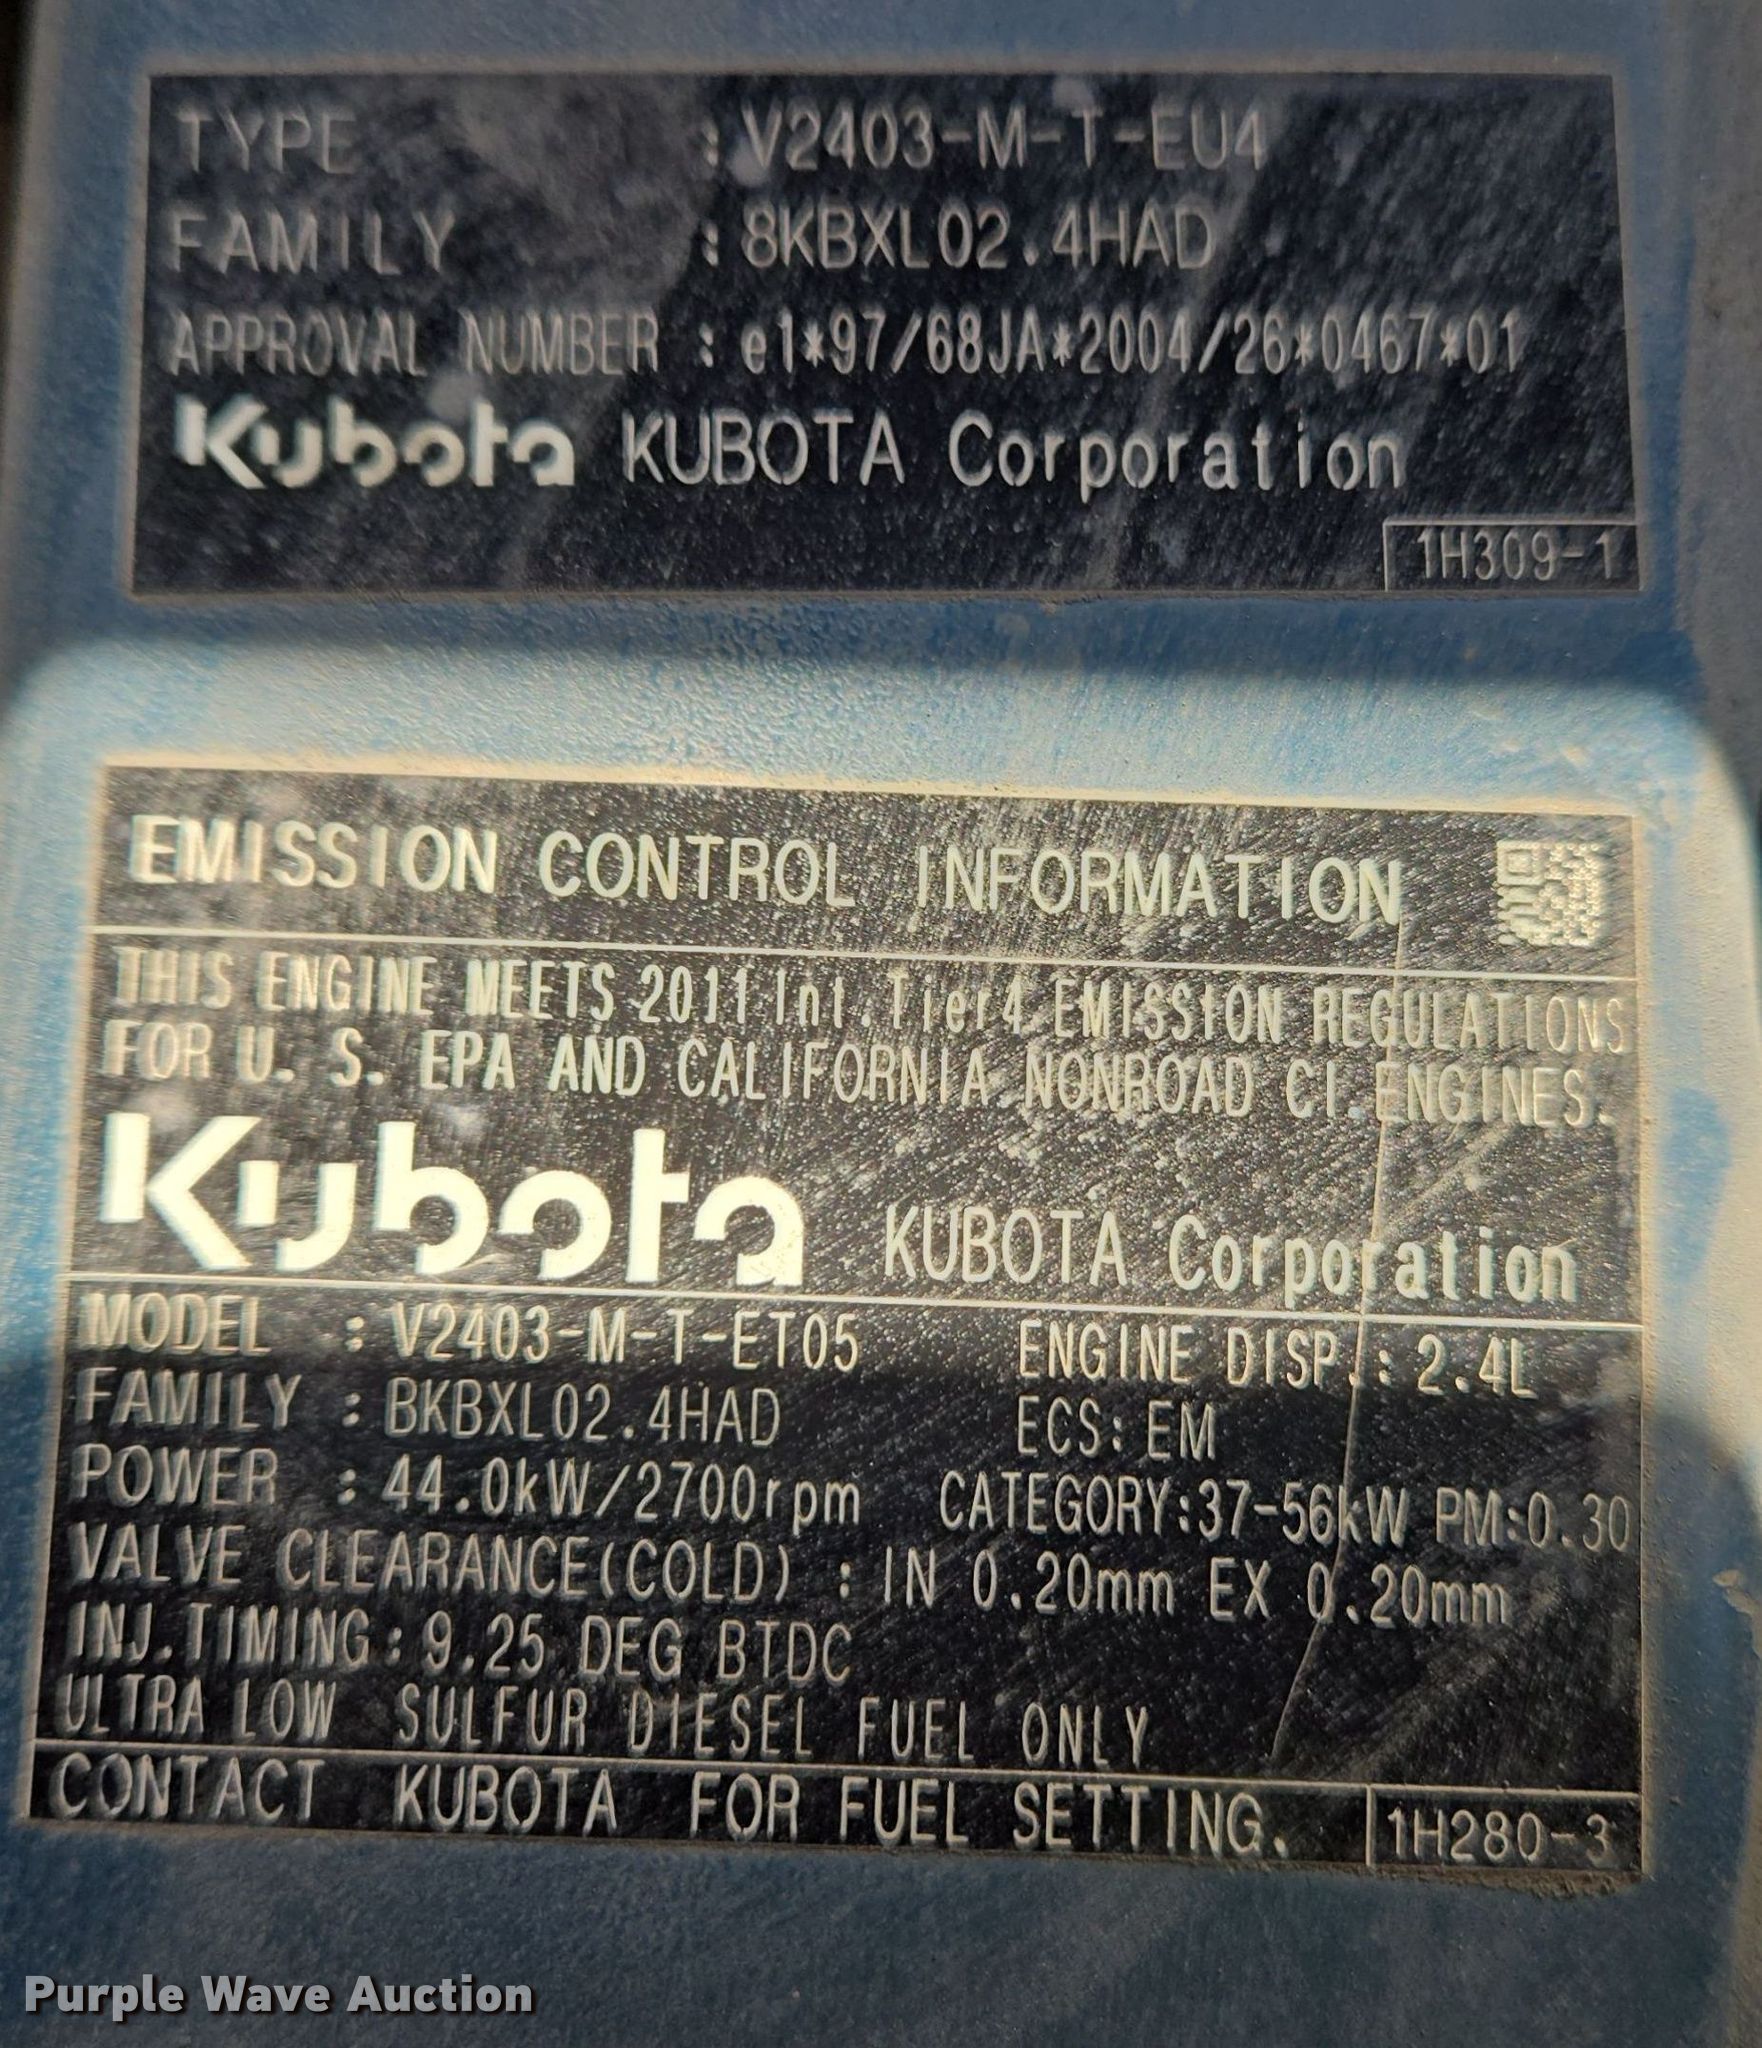 TYPE : V2403-M-T-EU4
FAMILY : 8KBXL02.4HAD
APPROVAL NUMBER : e1*97/68JA*2004/26*0467*01
Kubota KUBOTA Corporation
1H309-1
EMISSION CONTROL INFORMATION
THIS ENGINE MEETS 2011 Int.Tier4 EMISSION REGULATIONS
FOR U. S. EPA AND CALIFORNIA NONROAD CI.ENGINES.
Kubota KUBOTA Corporation
MODEL : V2403-M-T-ET05 ENGINE DISP.: 2.4L
FAMILY : BKBXL02.4HAD ECS: EM
POWER : 44.0kW/2700rpm CATEGORY:37-56kW PM:0.30
VALVE CLEARANCE(COLD) : IN 0.20mm EX 0.20mm
INJ.TIMING: 9.25 DEG BTDC
ULTRA LOW SULFUR DIESEL FUEL ONLY
CONTACT KUBOTA FOR FUEL SETTING.
1H280-3
Purple Wave Auction